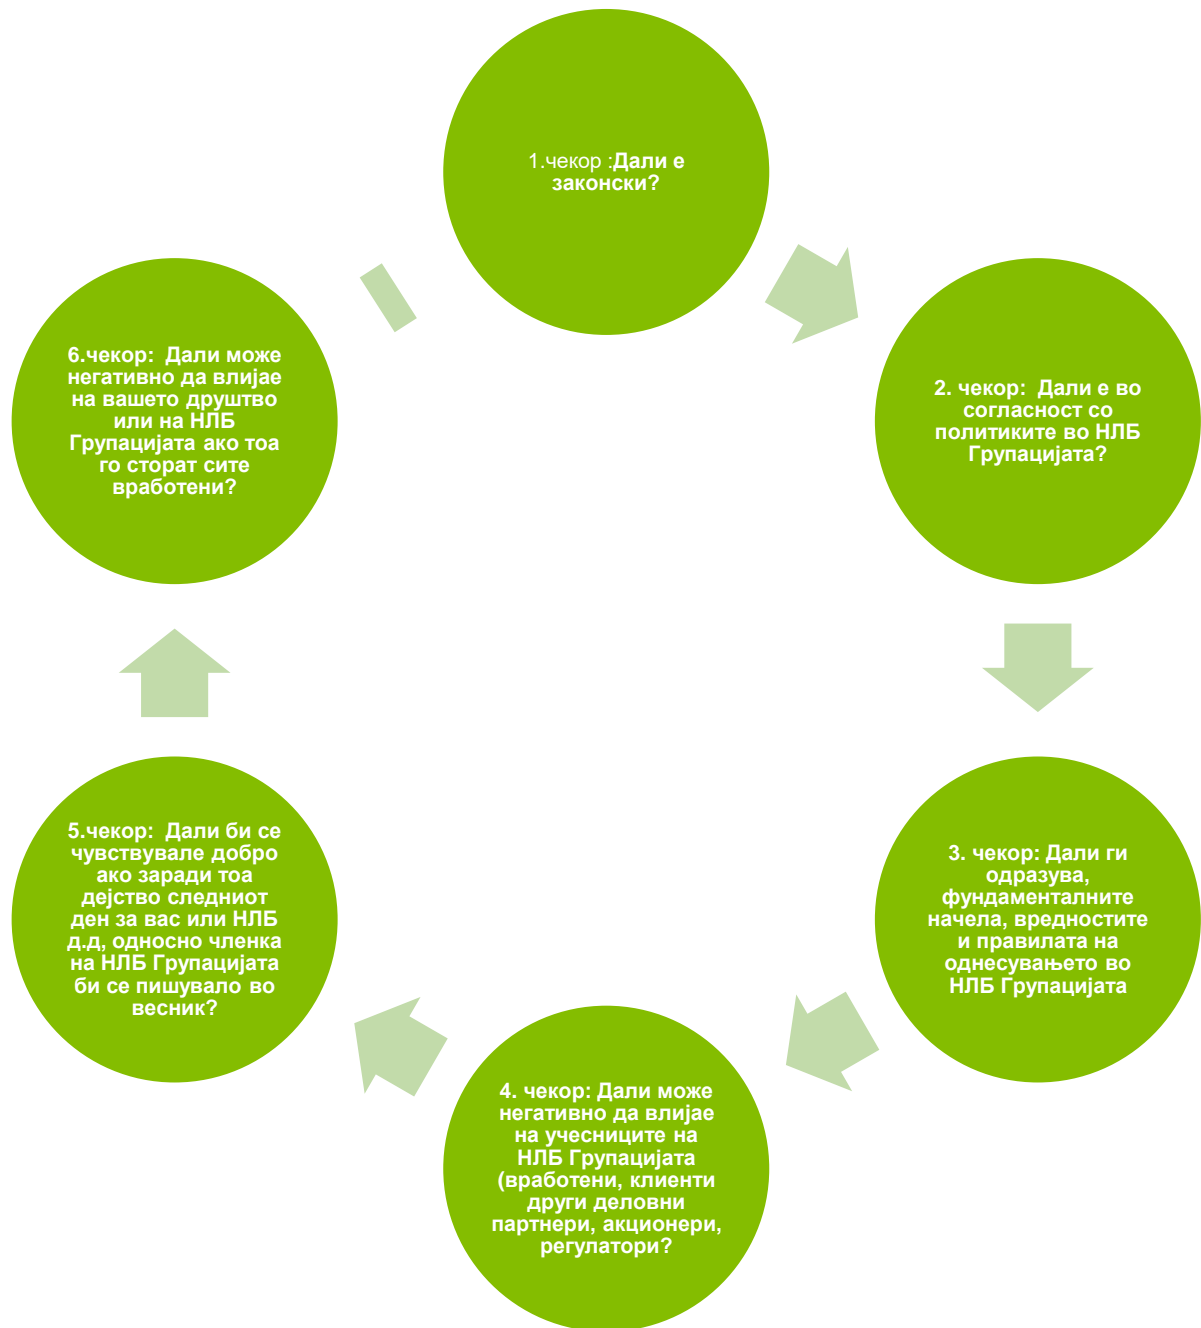 1.чекор :Дали е
законски?
2. чекор: Дали е во
согласност со
политиките во НЛБ
Групацијата?
3. чекор: Дали ги
одразува,
фундаменталните
начела, вредностите
и правилата на
однесувањето во
НЛБ Групацијата
4. чекор: Дали може
негативно да влијае
на учесниците на
НЛБ Групацијата
(вработени, клиенти
други деловни
партнери, акционери,
регулатори?
5.чекор: Дали би се
чувствувале добро
ако заради тоа
дејство следниот
ден за вас или НЛБ
д.д, односно членка
на НЛБ Групацијата
би се пишувало во
весник?
6.чекор: Дали може
негативно да влијае
на вашето друштво
или на НЛБ
Групацијата ако тоа
го сторат сите
вработени?